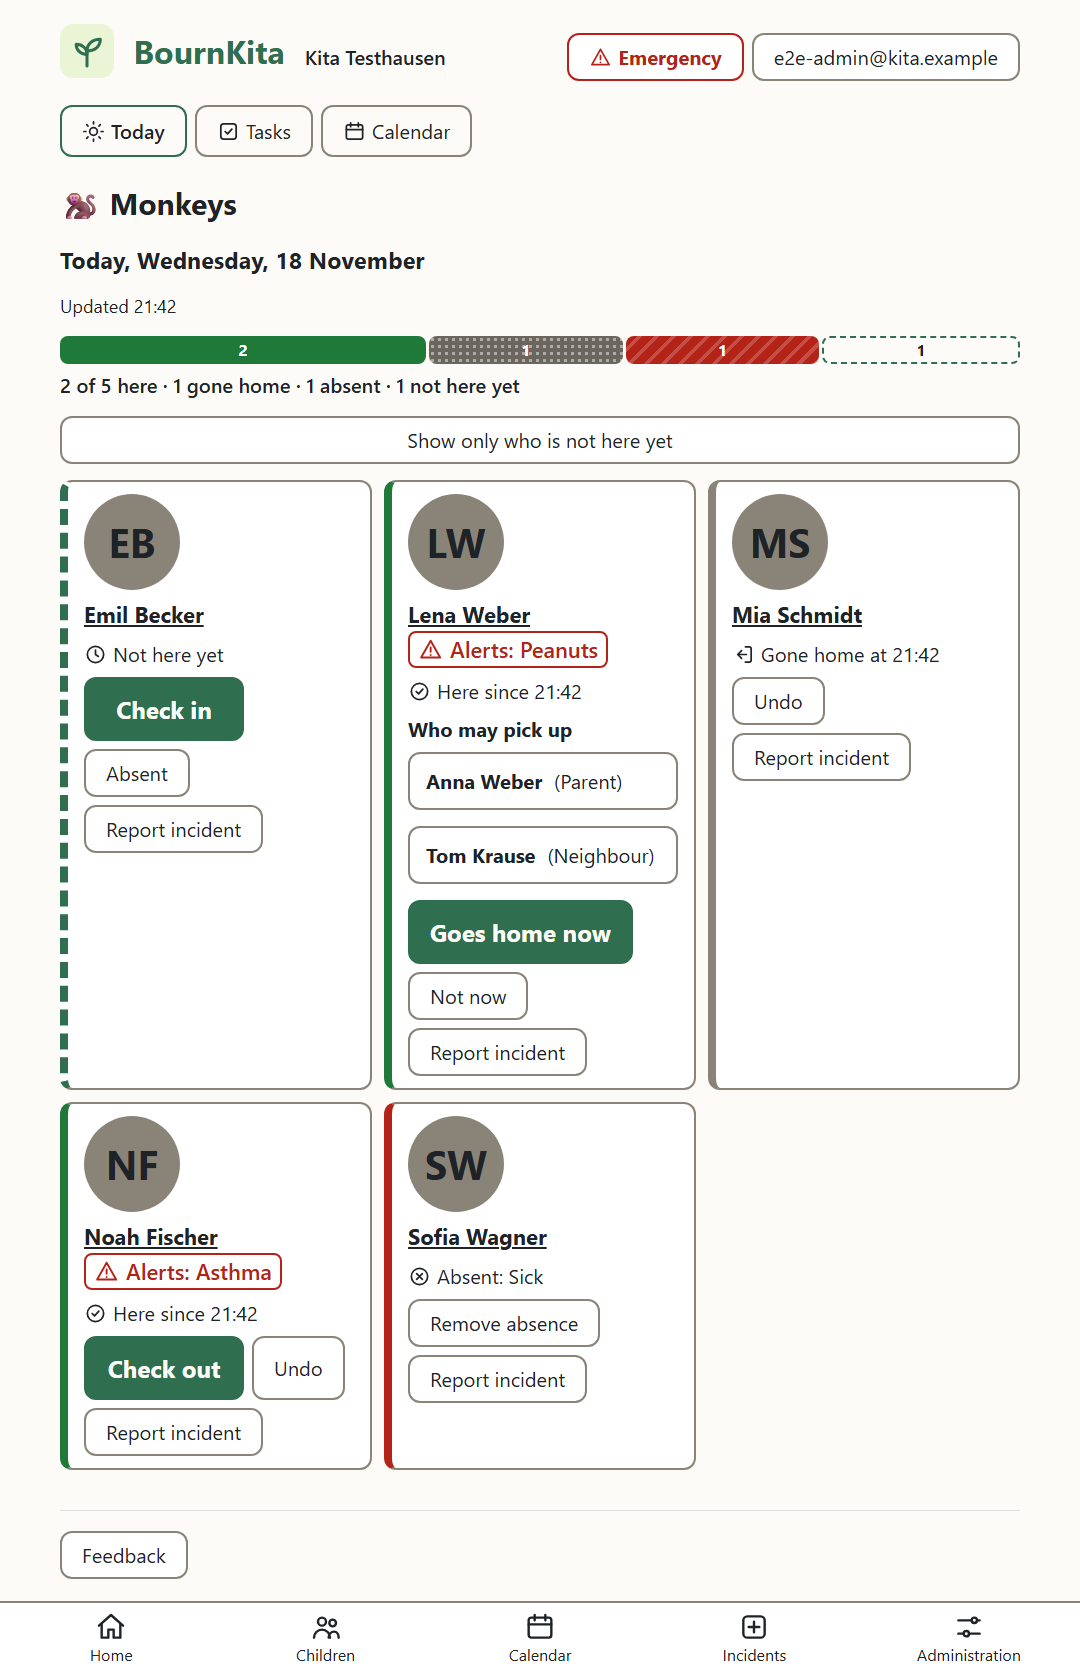 BournKita Kita Testhausen
Emergency
e2e-admin@kita.example
Today
Tasks
Calendar
Monkeys
Today, Wednesday, 18 November
Updated 21:42
2 1 1 1
2 of 5 here · 1 gone home · 1 absent · 1 not here yet
Show only who is not here yet
EB
Emil Becker
Not here yet
Check in
Absent
Report incident
LW
Lena Weber
Alerts: Peanuts
Here since 21:42
Who may pick up
Anna Weber (Parent)
Tom Krause (Neighbour)
Goes home now
Not now
Report incident
MS
Mia Schmidt
Gone home at 21:42
Undo
Report incident
NF
Noah Fischer
Alerts: Asthma
Here since 21:42
Check out
Undo
Report incident
SW
Sofia Wagner
Absent: Sick
Remove absence
Report incident
Feedback
Home
Children
Calendar
Incidents
Administration